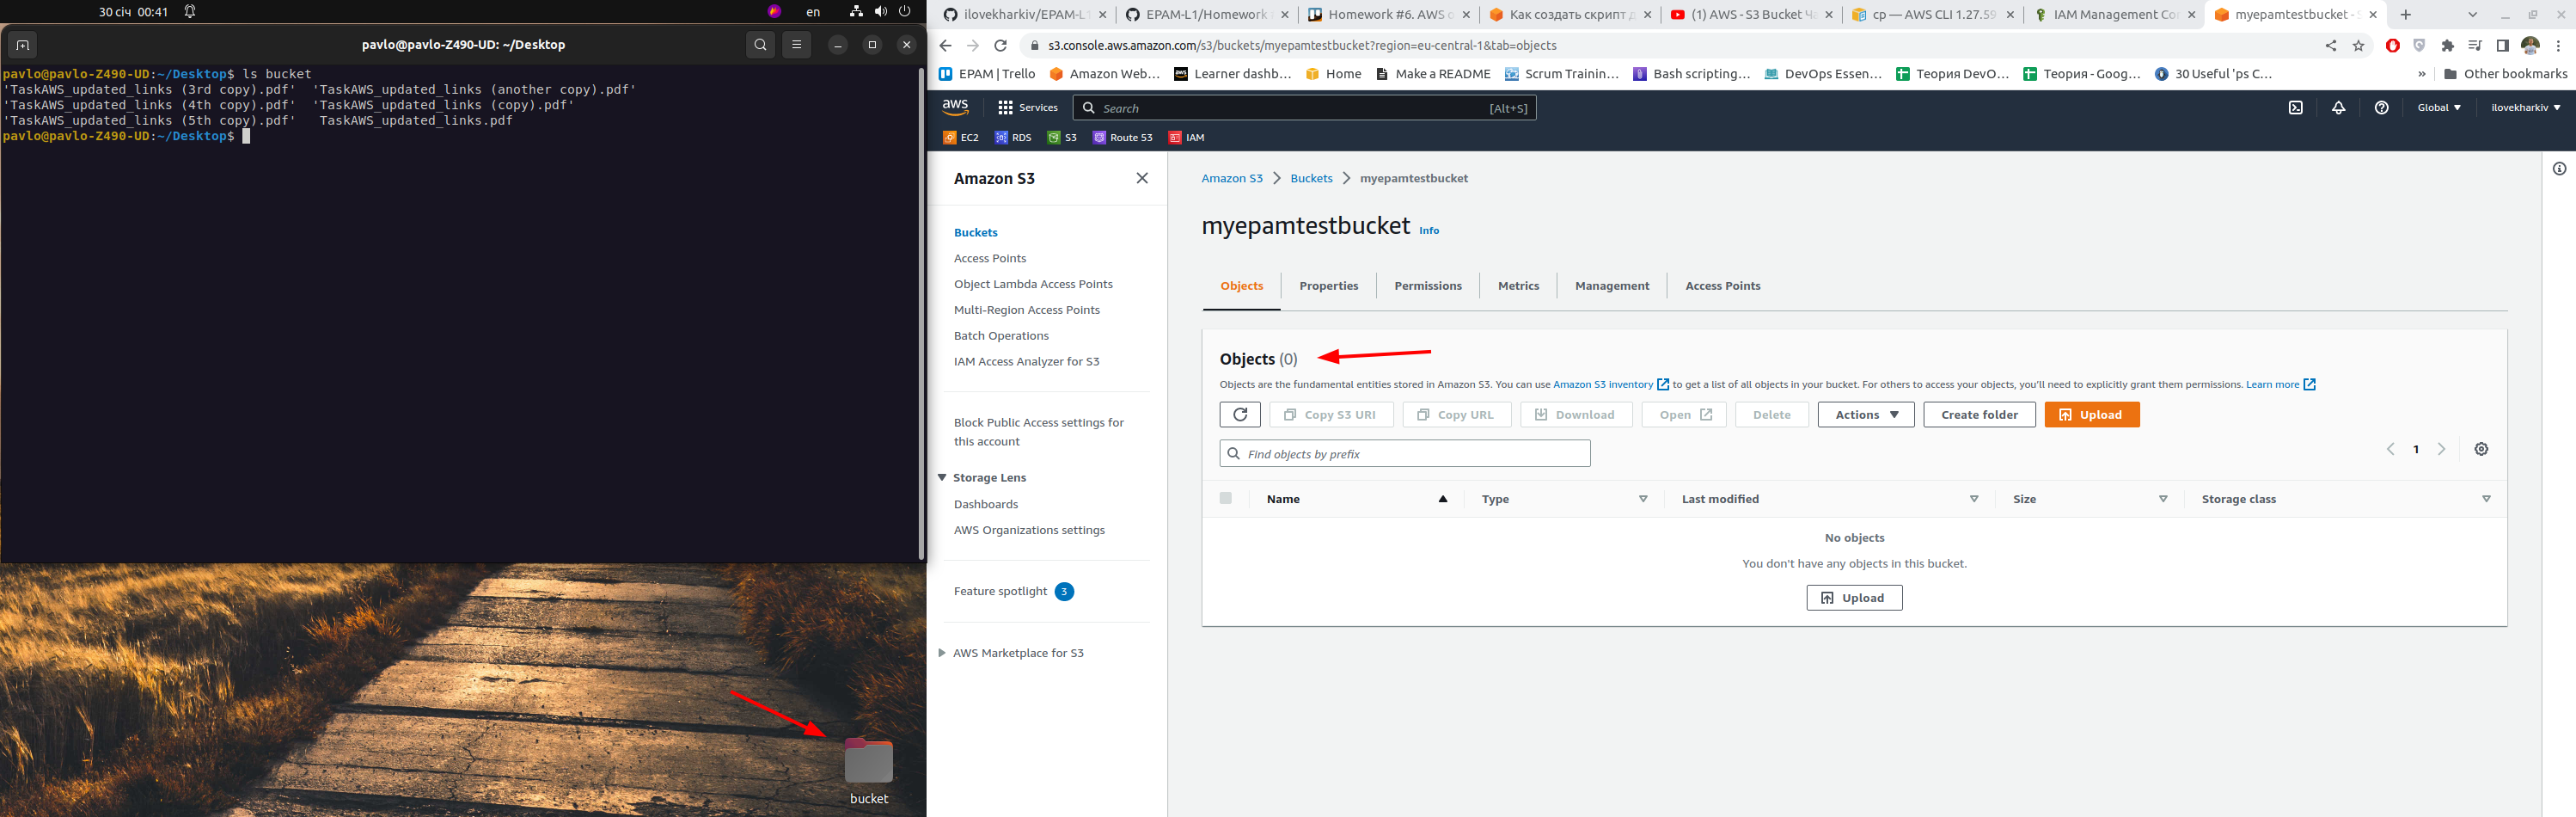 30 січ 00:41
en
pavlo@pavlo-Z490-UD: ~/Desktop
pavlo@pavlo-Z490-UD:~/Desktop$ ls bucket
'TaskAWS_updated_links (3rd copy).pdf' 'TaskAWS_updated_links (another copy).pdf'
'TaskAWS_updated_links (4th copy).pdf' 'TaskAWS_updated_links (copy).pdf'
'TaskAWS_updated_links (5th copy).pdf' TaskAWS_updated_links.pdf
pavlo@pavlo-Z490-UD:~/Desktop$
bucket
ilovekharkiv/EPAM-L1
EPAM-L1/Homework
Homework #6. AWS o
Как создать скрипт д
(1) AWS - S3 Bucket Ча
cp — AWS CLI 1.27.59
IAM Management Co
myepamtestbucket - S
s3.console.aws.amazon.com/s3/buckets/myepamtestbucket?region=eu-central-1&tab=objects
EPAM | Trello
Amazon Web...
Learner dashb...
Home
Make a README
Scrum Trainin...
Bash scripting...
DevOps Essen...
Теория DevO...
Теория - Goog...
30 Useful 'ps C...
»
Other bookmarks
aws
Services
Search
[Alt+S]
Global
ilovekharkiv
EC2
RDS
S3
Route 53
IAM
Amazon S3
Buckets
Access Points
Object Lambda Access Points
Multi-Region Access Points
Batch Operations
IAM Access Analyzer for S3
Block Public Access settings for
this account
Storage Lens
Dashboards
AWS Organizations settings
Feature spotlight 3
AWS Marketplace for S3
Amazon S3 > Buckets > myepamtestbucket
myepamtestbucket Info
Objects
Properties
Permissions
Metrics
Management
Access Points
Objects (0)
Objects are the fundamental entities stored in Amazon S3. You can use Amazon S3 inventory to get a list of all objects in your bucket. For others to access your objects, you'll need to explicitly grant them permissions. Learn more
Copy S3 URI
Copy URL
Download
Open
Delete
Actions
Create folder
Upload
Find objects by prefix
1
Name
Type
Last modified
Size
Storage class
No objects
You don't have any objects in this bucket.
Upload